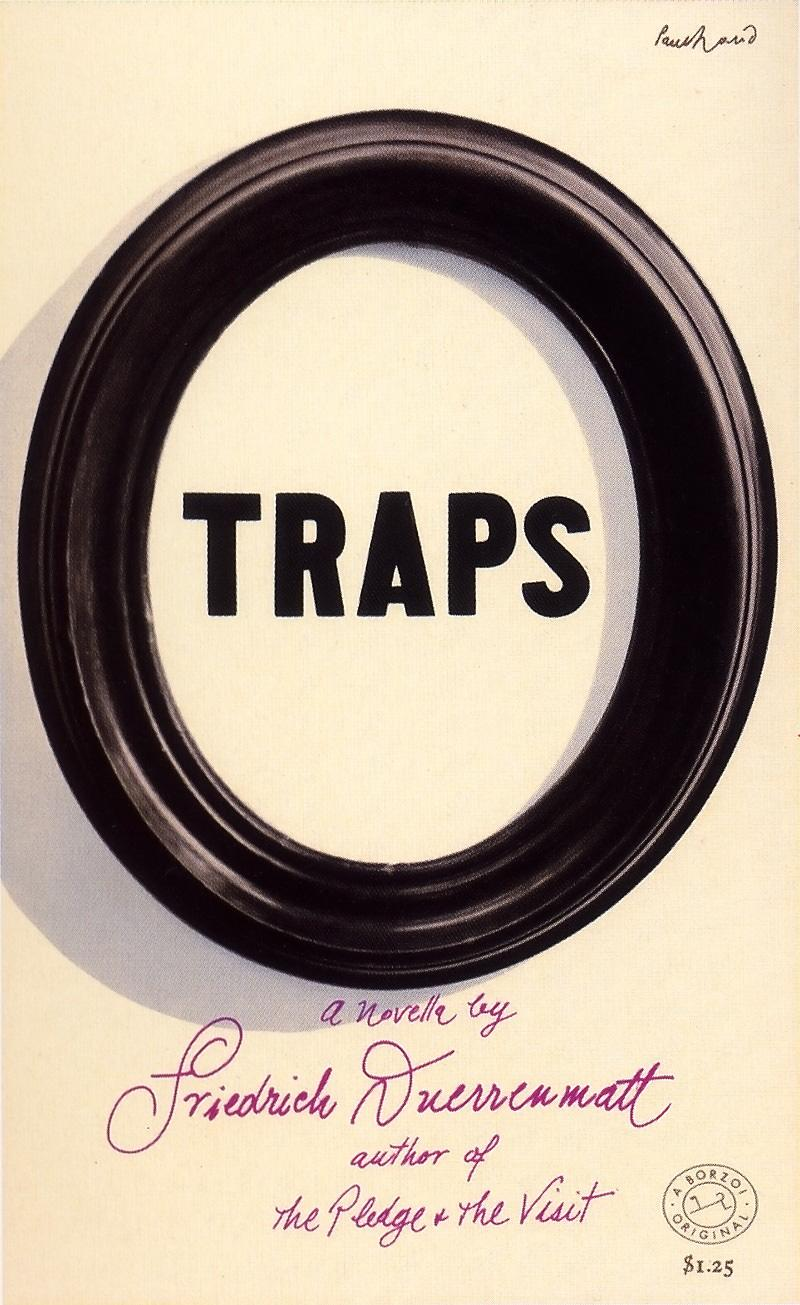 Paul Rand
TRAPS
a novella by
Friedrich Duerrenmatt
author of
The Pledge & The Visit
· A BORZOI ·
ORIGINAL
$1.25